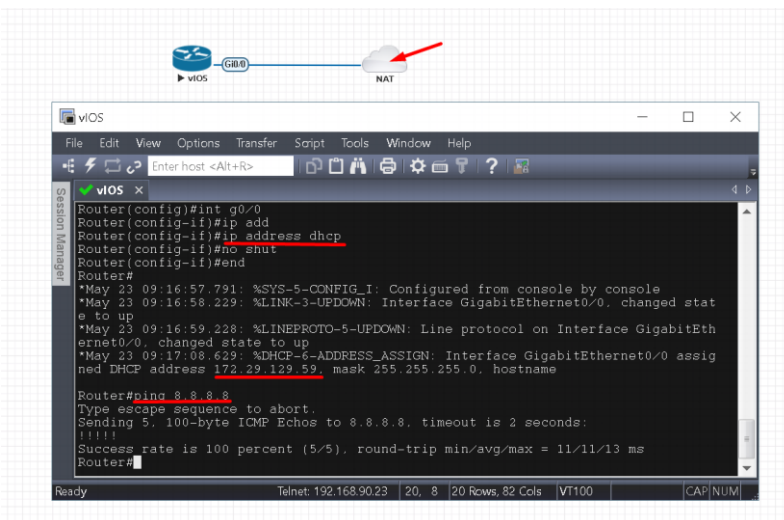 Gi0/0
vIOS
NAT
vIOS
File Edit View Options Transfer Script Tools Window Help
Enter host <Alt+R>
Session Manager
vIOS
Router(config)#int g0/0
Router(config-if)#ip add
Router(config-if)#ip address dhcp
Router(config-if)#no shut
Router(config-if)#end
Router#
*May 23 09:16:57.791: %SYS-5-CONFIG_I: Configured from console by console
*May 23 09:16:58.229: %LINK-3-UPDOWN: Interface GigabitEthernet0/0, changed stat
e to up
*May 23 09:16:59.228: %LINEPROTO-5-UPDOWN: Line protocol on Interface GigabitEth
ernet0/0, changed state to up
*May 23 09:17:08.629: %DHCP-6-ADDRESS_ASSIGN: Interface GigabitEthernet0/0 assig
ned DHCP address 172.29.129.59, mask 255.255.255.0, hostname
Router#ping 8.8.8.8
Type escape sequence to abort.
Sending 5, 100-byte ICMP Echos to 8.8.8.8, timeout is 2 seconds:
!!!!!
Success rate is 100 percent (5/5), round-trip min/avg/max = 11/11/13 ms
Router#
Ready Telnet: 192.168.90.23 20, 8 20 Rows, 82 Cols VT100 CAP NUM